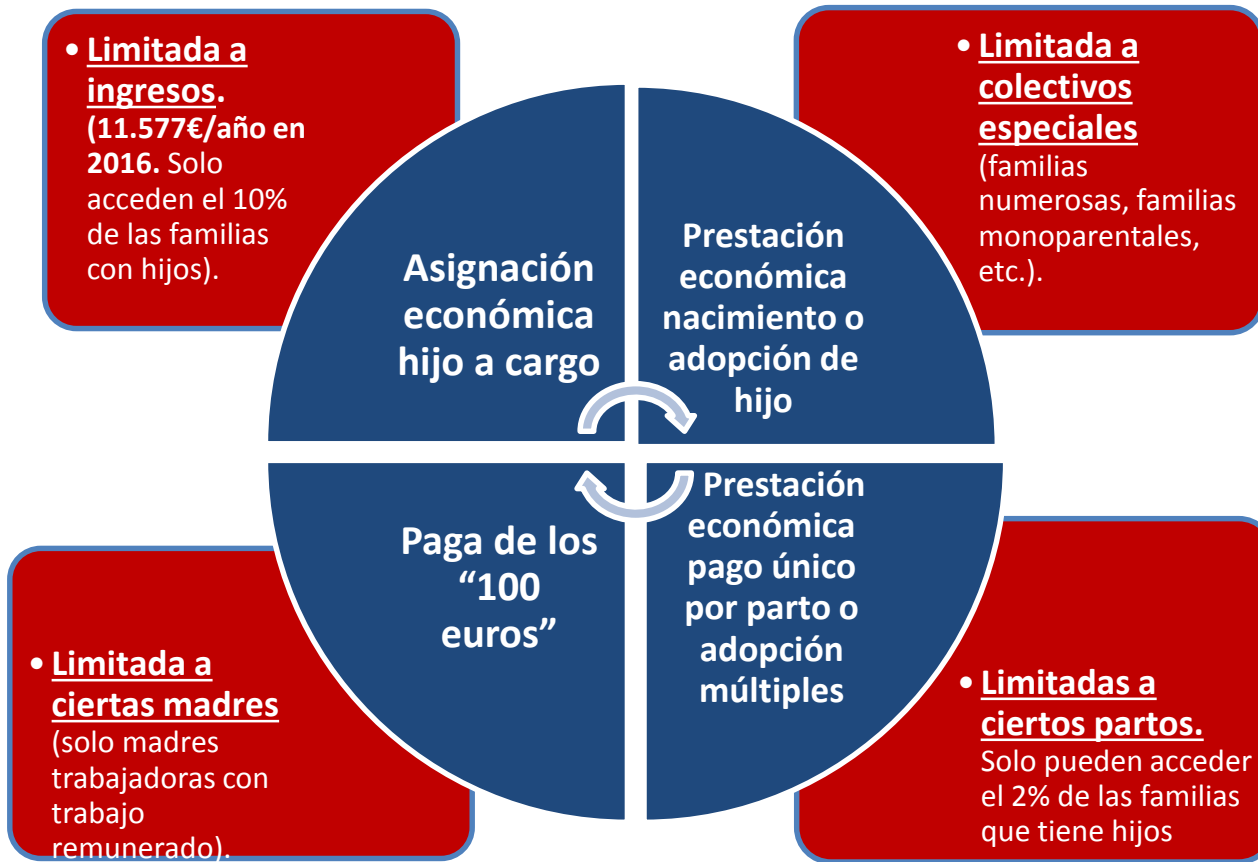 • Limitada a
ingresos.
(11.577€/año en
2016. Solo
acceden el 10%
de las familias
con hijos).
Asignación
económica
hijo a cargo
Prestación
económica
nacimiento o
adopción de
hijo
• Limitada a
colectivos
especiales
(familias
numerosas, familias
monoparentales,
etc.).
• Limitada a
ciertas madres
(solo madres
trabajadoras con
trabajo
remunerado).
Paga de los
“100
euros”
Prestación
económica
pago único
por parto o
adopción
múltiples
• Limitadas a
ciertos partos.
Solo pueden acceder
el 2% de las familias
que tiene hijos